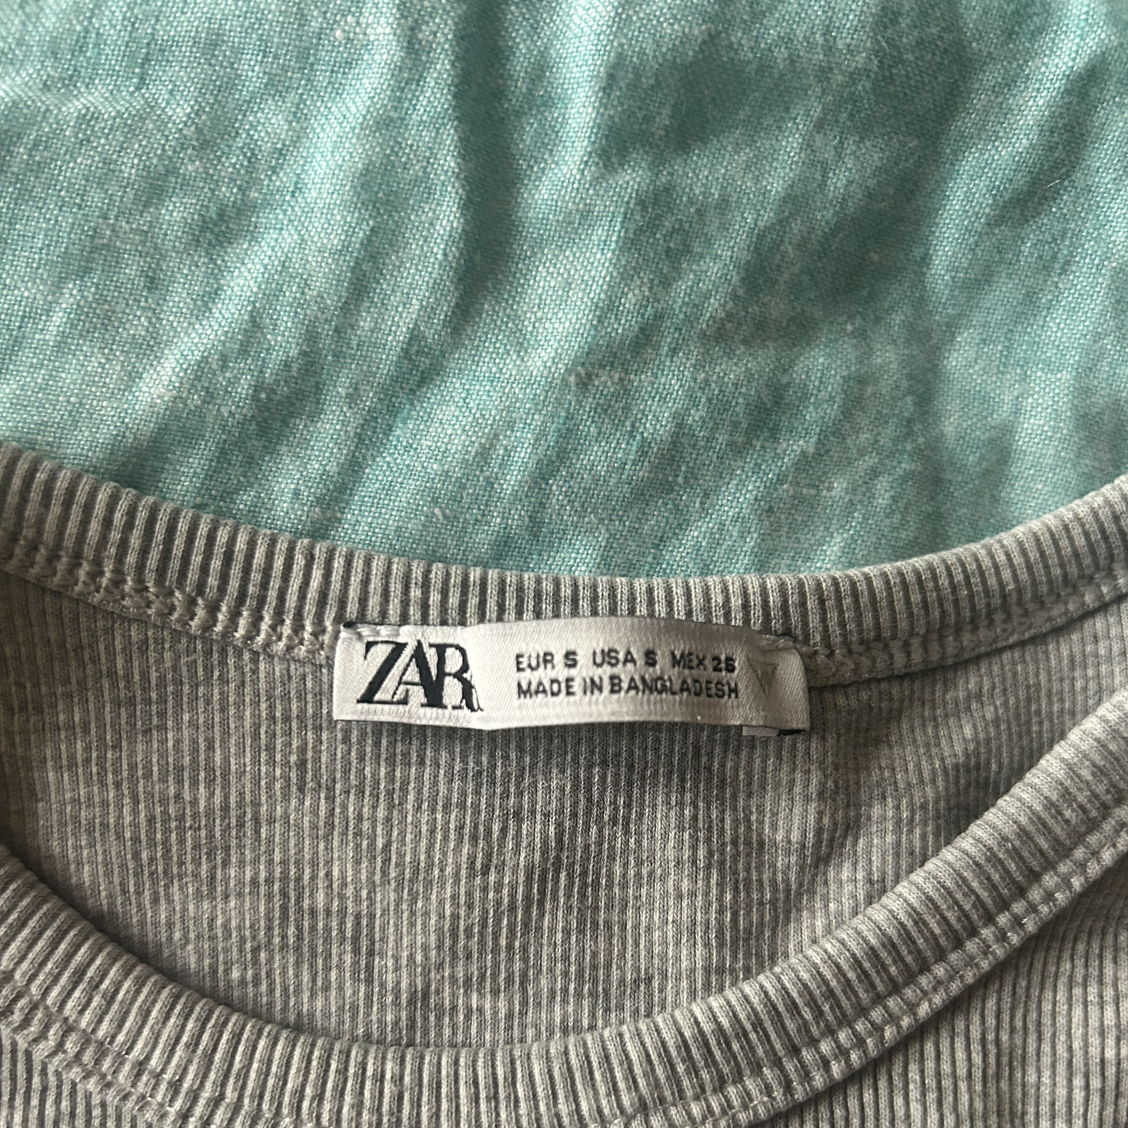 ZARA
EUR S USA S MEX 26
MADE IN BANGLADESH